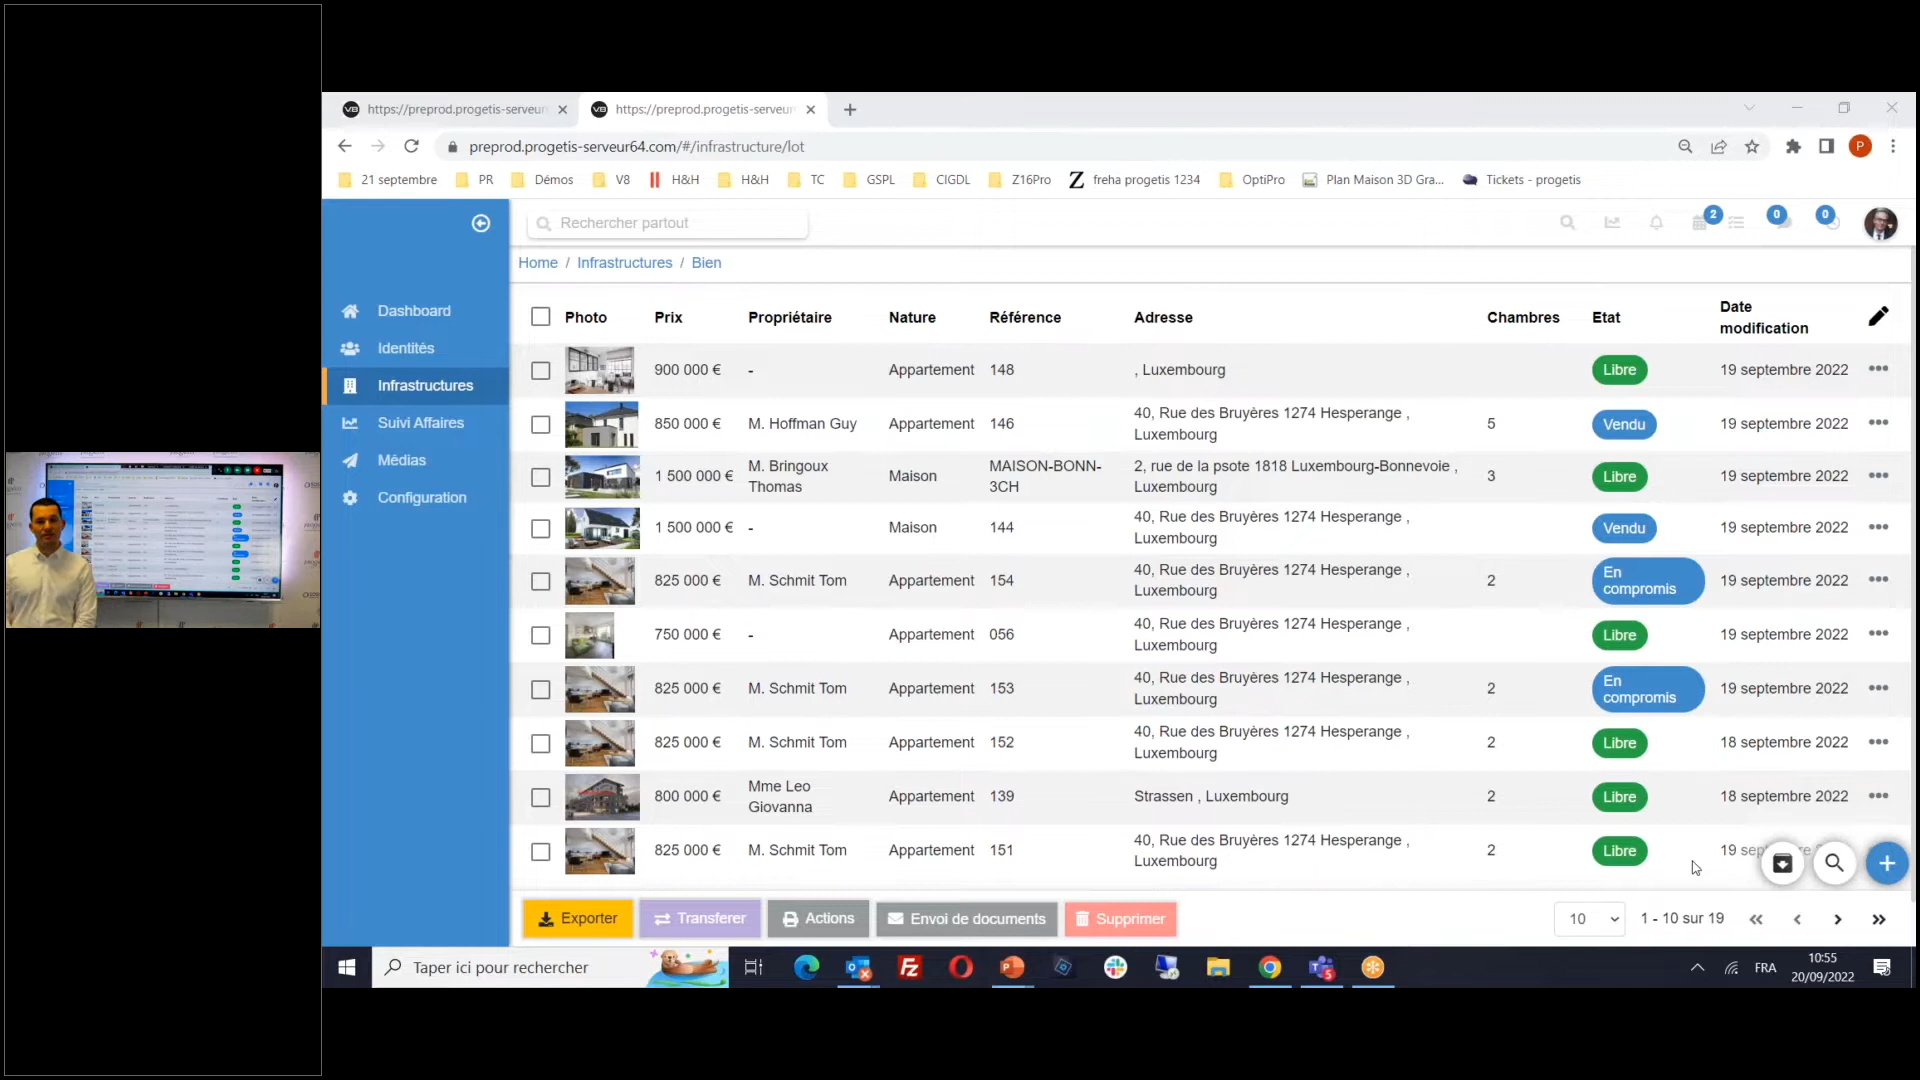 https://preprod.progetis-serveur
https://preprod.progetis-serveur
preprod.progetis-serveur64.com/#/infrastructure/lot
P
21 septembre
PR
Démos
V8
H&H
H&H
TC
GSPL
CIGDL
Z16Pro
freha progetis 1234
OptiPro
Plan Maison 3D Gra...
Tickets - progetis
Rechercher partout
2
0
0
Home / Infrastructures / Bien
Dashboard
Identités
Infrastructures
Suivi Affaires
Médias
Configuration
Photo Prix Propriétaire Nature Référence Adresse Chambres Etat Date modification
900 000 € - Appartement 148 , Luxembourg Libre 19 septembre 2022
850 000 € M. Hoffman Guy Appartement 146 40, Rue des Bruyères 1274 Hesperange , Luxembourg 5 Vendu 19 septembre 2022
1 500 000 € M. Bringoux Thomas Maison MAISON-BONN-3CH 2, rue de la psote 1818 Luxembourg-Bonnevoie , Luxembourg 3 Libre 19 septembre 2022
1 500 000 € - Maison 144 40, Rue des Bruyères 1274 Hesperange , Luxembourg Vendu 19 septembre 2022
825 000 € M. Schmit Tom Appartement 154 40, Rue des Bruyères 1274 Hesperange , Luxembourg 2 En compromis 19 septembre 2022
750 000 € - Appartement 056 40, Rue des Bruyères 1274 Hesperange , Luxembourg Libre 19 septembre 2022
825 000 € M. Schmit Tom Appartement 153 40, Rue des Bruyères 1274 Hesperange , Luxembourg 2 En compromis 19 septembre 2022
825 000 € M. Schmit Tom Appartement 152 40, Rue des Bruyères 1274 Hesperange , Luxembourg 2 Libre 18 septembre 2022
800 000 € Mme Leo Giovanna Appartement 139 Strassen , Luxembourg 2 Libre 18 septembre 2022
825 000 € M. Schmit Tom Appartement 151 40, Rue des Bruyères 1274 Hesperange , Luxembourg 2 Libre 19
Exporter
Transferer
Actions
Envoi de documents
Supprimer
10
1 - 10 sur 19
Taper ici pour rechercher
FRA
10:55
20/09/2022